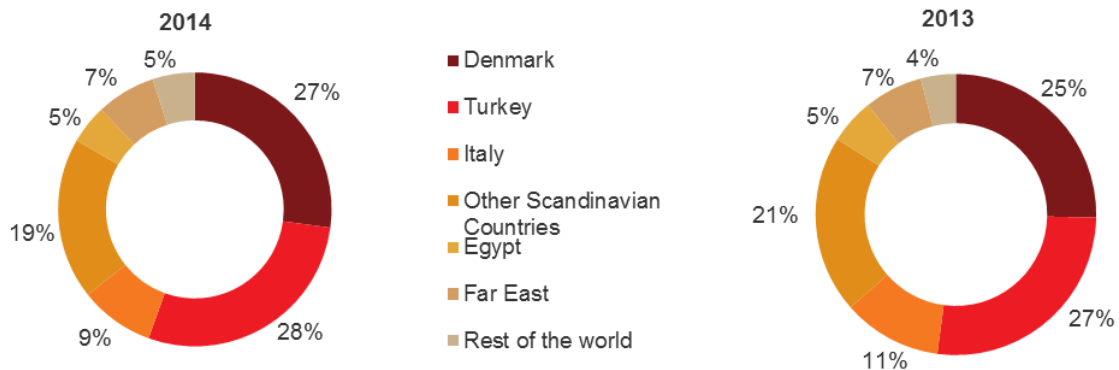 2014
27%
28%
9%
19%
5%
7%
5%
Denmark
Turkey
Italy
Other Scandinavian
Countries
Egypt
Far East
Rest of the world
2013
25%
27%
11%
21%
5%
7%
4%